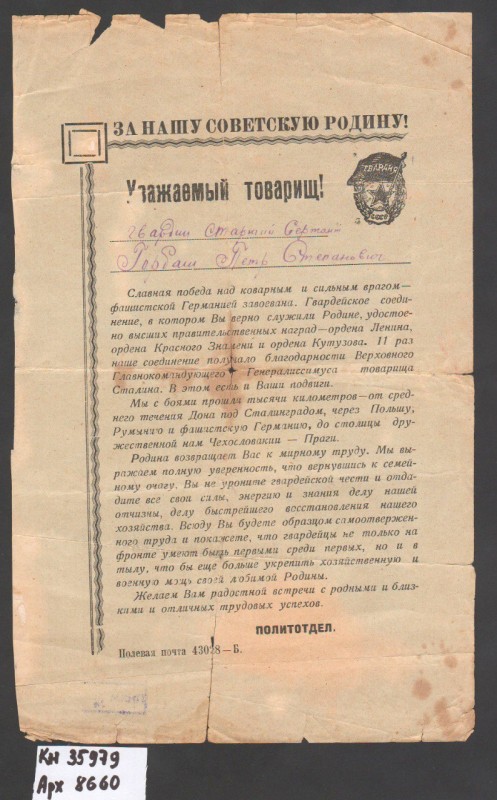 ЗА НАШУ СОВЕТСКУЮ РОДИНУ!
ГВАРДИЯ
Уважаемый товарищ!
гвардии старший сержант
Горбаш Петр Степанович
Славная победа над коварным и сильным врагом—
фашистской Германией завоевана. Гвардейское соеди-
нение, в котором Вы верно служили Родине, удостое-
но высших правительственных наград—ордена Ленина,
ордена Красного Знамени и ордена Кутузова. 11 раз
наше соединение получало благодарности Верховного
Главнокомандующего Генералиссимуса товарища
Сталина. В этом есть и Ваши подвиги.
Мы с боями прошли тысячи километров—от сред-
него течения Дона под Сталинградом, через Польшу,
Румынию и фашистскую Германию, до столицы дру-
жественной нам Чехословакии — Праги.
Родина возвращает Вас к мирному труду. Мы вы-
ражаем полную уверенность, что вернувшись к семей-
ному очагу. Вы не уроните гвардейской чести и отда-
дите все свои силы, энергию и знания делу нашей
отчизны, делу быстрейшего восстановления нашего
хозяйства. Всюду Вы будете образцом самоотвержен-
ного труда и покажете, что гвардейцы не только на
фронте умеют быть первыми среди первых, но и в
тылу, что бы еще больше укрепить хозяйственную и
военную мощь своей любимой Родины.
Желаем Вам радостной встречи с родными и близ-
кими и отличных трудовых успехов.
ПОЛИТОТДЕЛ.
Полевая почта 43028—Б.
КП 35979
Арх 8660